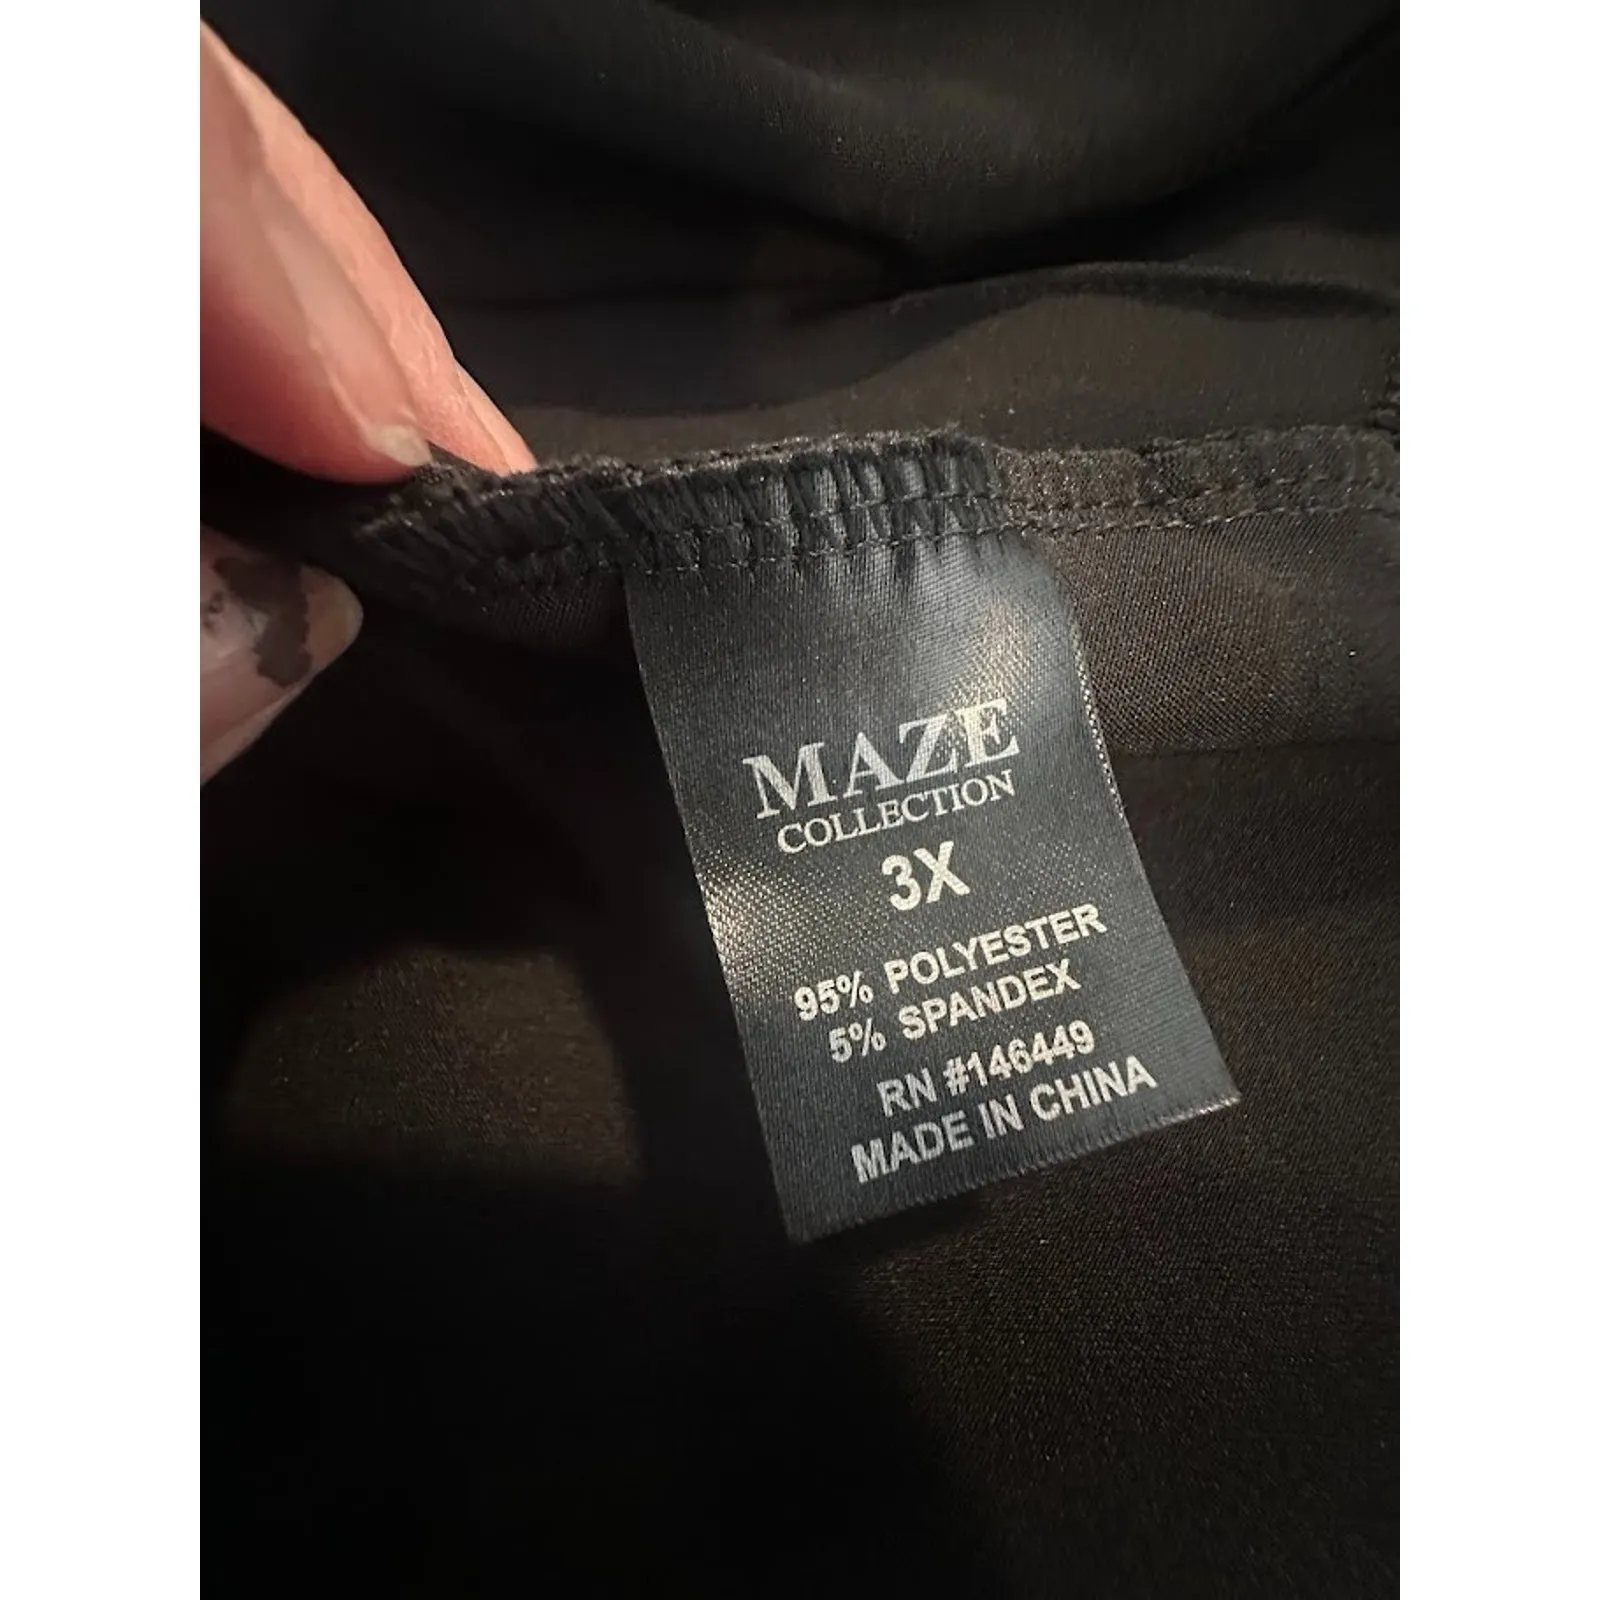 MAZE
COLLECTION
3X
95% POLYESTER
5% SPANDEX
RN #146449
MADE IN CHINA